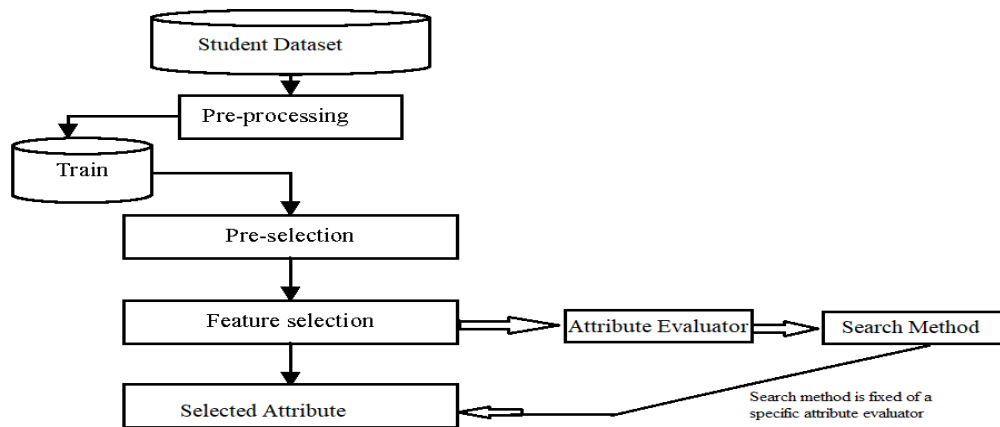 Student Dataset
Pre-processing
Train
Pre-selection
Feature selection
Attribute Evaluator
Search Method
Selected Attribute
Search method is fixed of a
specific attribute evaluator